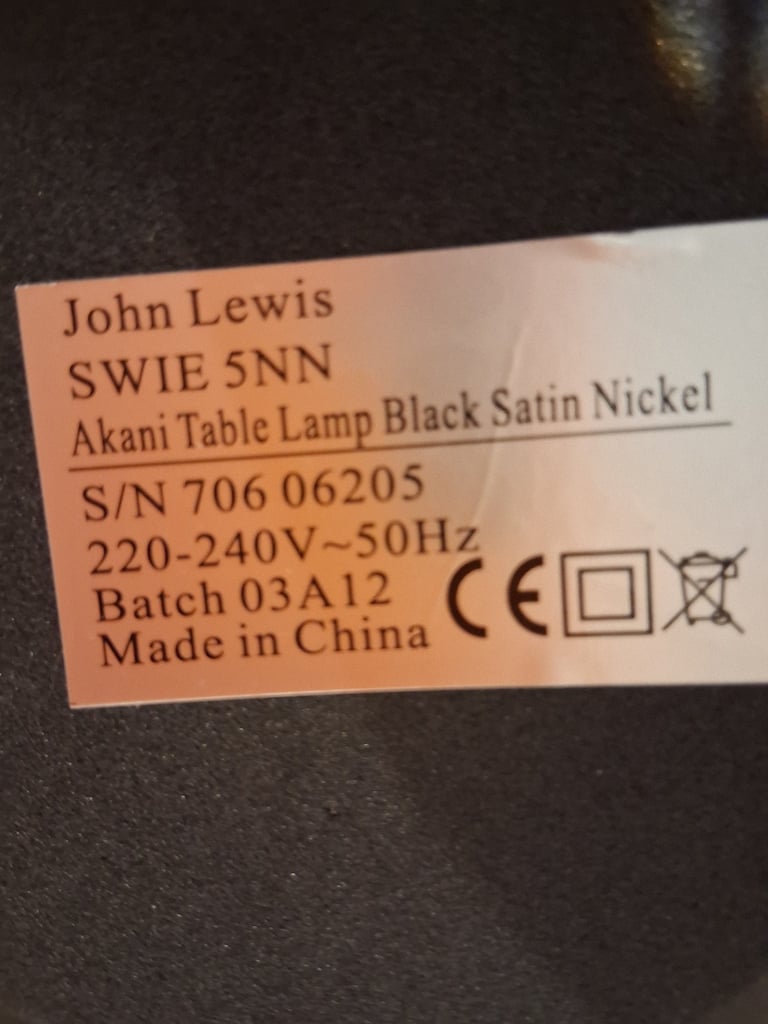 John Lewis
SWIE 5NN
Akani Table Lamp Black Satin Nickel
S/N 706 06205
220-240V~50Hz
Batch 03A12
Made in China
CE